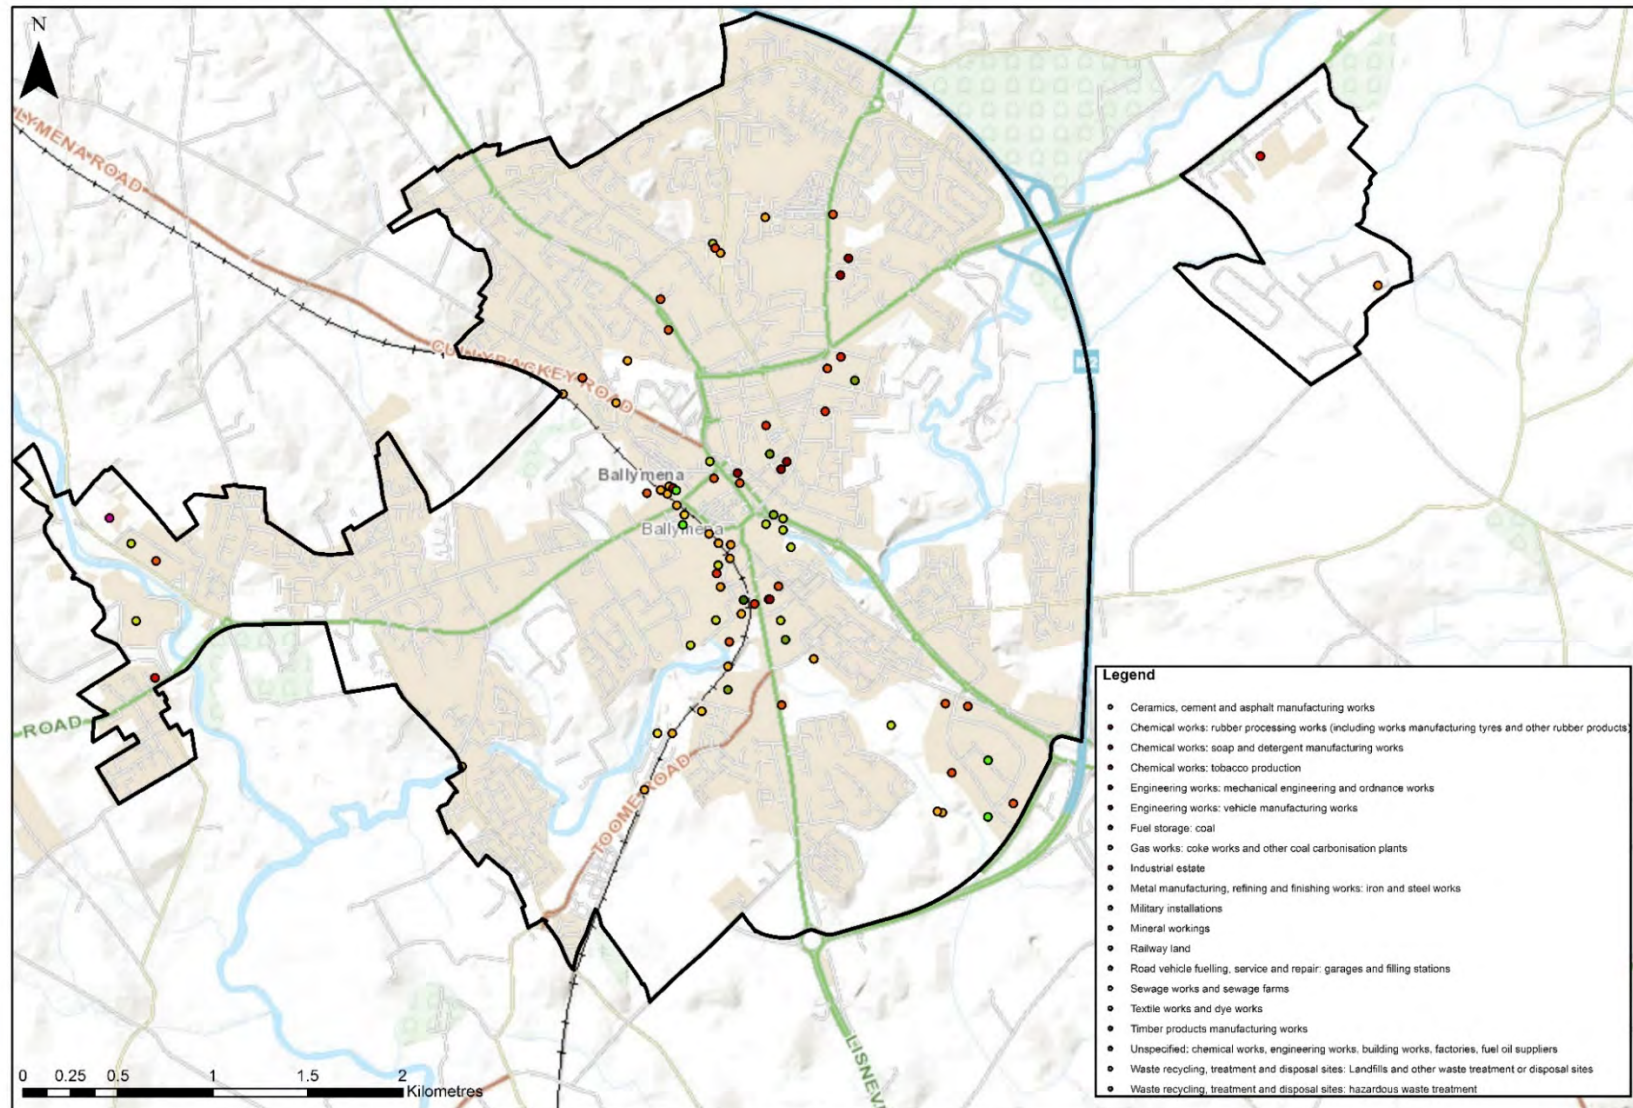 N
LYMENA ROAD
CULLYBACKEY ROAD
M2
Ballymena
Ballymena
ROAD
TOOME ROAD
LISNEVA
0 0.25 0.5 1 1.5 2
Kilometres
Legend
Ceramics, cement and asphalt manufacturing works
Chemical works: rubber processing works (including works manufacturing tyres and other rubber products)
Chemical works: soap and detergent manufacturing works
Chemical works: tobacco production
Engineering works: mechanical engineering and ordnance works
Engineering works: vehicle manufacturing works
Fuel storage: coal
Gas works: coke works and other coal carbonisation plants
Industrial estate
Metal manufacturing, refining and finishing works: iron and steel works
Military installations
Mineral workings
Railway land
Road vehicle fuelling, service and repair: garages and filling stations
Sewage works and sewage farms
Textile works and dye works
Timber products manufacturing works
Unspecified: chemical works, engineering works, building works, factories, fuel oil suppliers
Waste recycling, treatment and disposal sites: Landfills and other waste treatment or disposal sites
Waste recycling, treatment and disposal sites: hazardous waste treatment